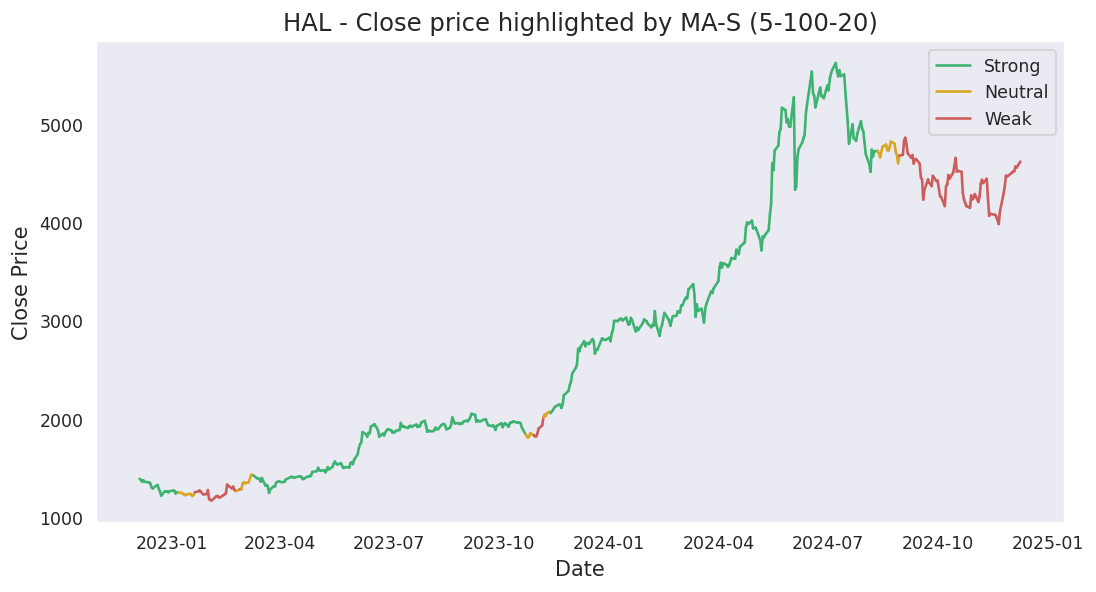 HAL - Close price highlighted by MA-S (5-100-20)
Strong
Neutral
Weak
Close Price
5000
4000
3000
2000
1000
2023-01 2023-04 2023-07 2023-10 2024-01 2024-04 2024-07 2024-10 2025-01
Date